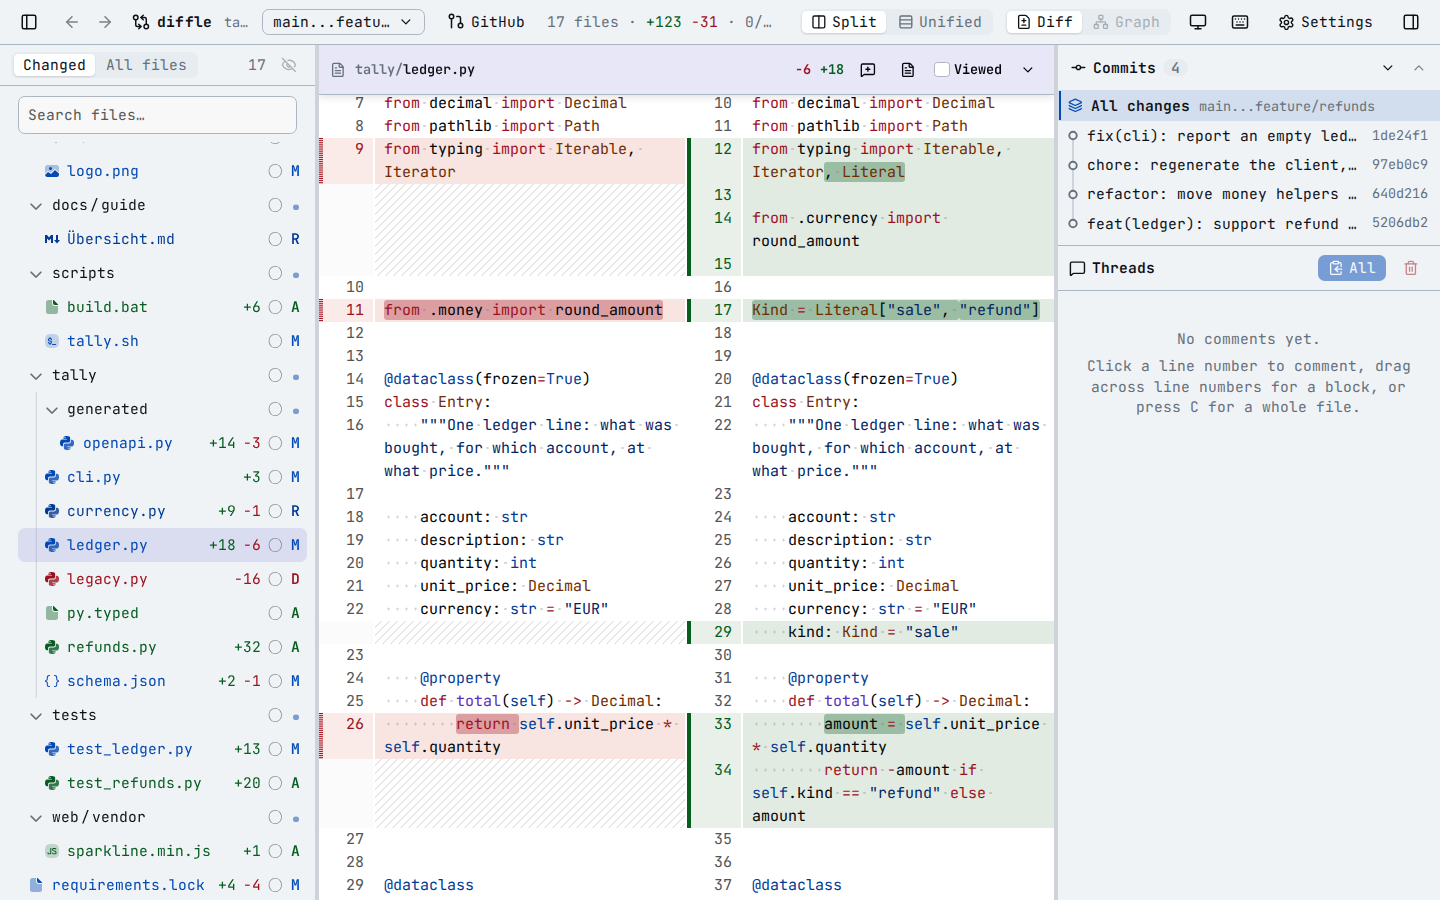 diffle ta… main...featu… GitHub 17 files · +123 -31 · 0/… Split Unified Diff Graph Settings
Changed All files 17
Search files…
logo.png M
docs/guide
Übersicht.md R
scripts
build.bat +6 A
tally.sh M
tally
generated
openapi.py +14 -3 M
cli.py +3 M
currency.py +9 -1 R
ledger.py +18 -6 M
legacy.py -16 D
py.typed A
refunds.py +32 A
schema.json +2 -1 M
tests
test_ledger.py +13 M
test_refunds.py +20 A
web/vendor
sparkline.min.js +1 A
requirements.lock +4 -4 M
tally/ledger.py -6 +18 Viewed
7 from decimal import Decimal
8 from pathlib import Path
9 from typing import Iterable,
Iterator
10
11 from .money import round_amount
12
13
14 @dataclass(frozen=True)
15 class Entry:
16 """One ledger line: what was
bought, for which account, at
what price."""
17
18 account: str
19 description: str
20 quantity: int
21 unit_price: Decimal
22 currency: str = "EUR"
23
24 @property
25 def total(self) -> Decimal:
26 return self.unit_price *
self.quantity
27
28
29 @dataclass
10 from decimal import Decimal
11 from pathlib import Path
12 from typing import Iterable,
Iterator, Literal
13
14 from .currency import
round_amount
15
16
17 Kind = Literal["sale", "refund"]
18
19
20 @dataclass(frozen=True)
21 class Entry:
22 """One ledger line: what was
bought, for which account, at
what price."""
23
24 account: str
25 description: str
26 quantity: int
27 unit_price: Decimal
28 currency: str = "EUR"
29 kind: Kind = "sale"
30
31 @property
32 def total(self) -> Decimal:
33 amount = self.unit_price
* self.quantity
34 return -amount if
self.kind == "refund" else
amount
35
36
37 @dataclass
Commits 4
All changes main...feature/refunds
fix(cli): report an empty led… 1de24f1
chore: regenerate the client,… 97eb0c9
refactor: move money helpers … 640d216
feat(ledger): support refund … 5206db2
Threads All
No comments yet.
Click a line number to comment, drag
across line numbers for a block, or
press C for a whole file.